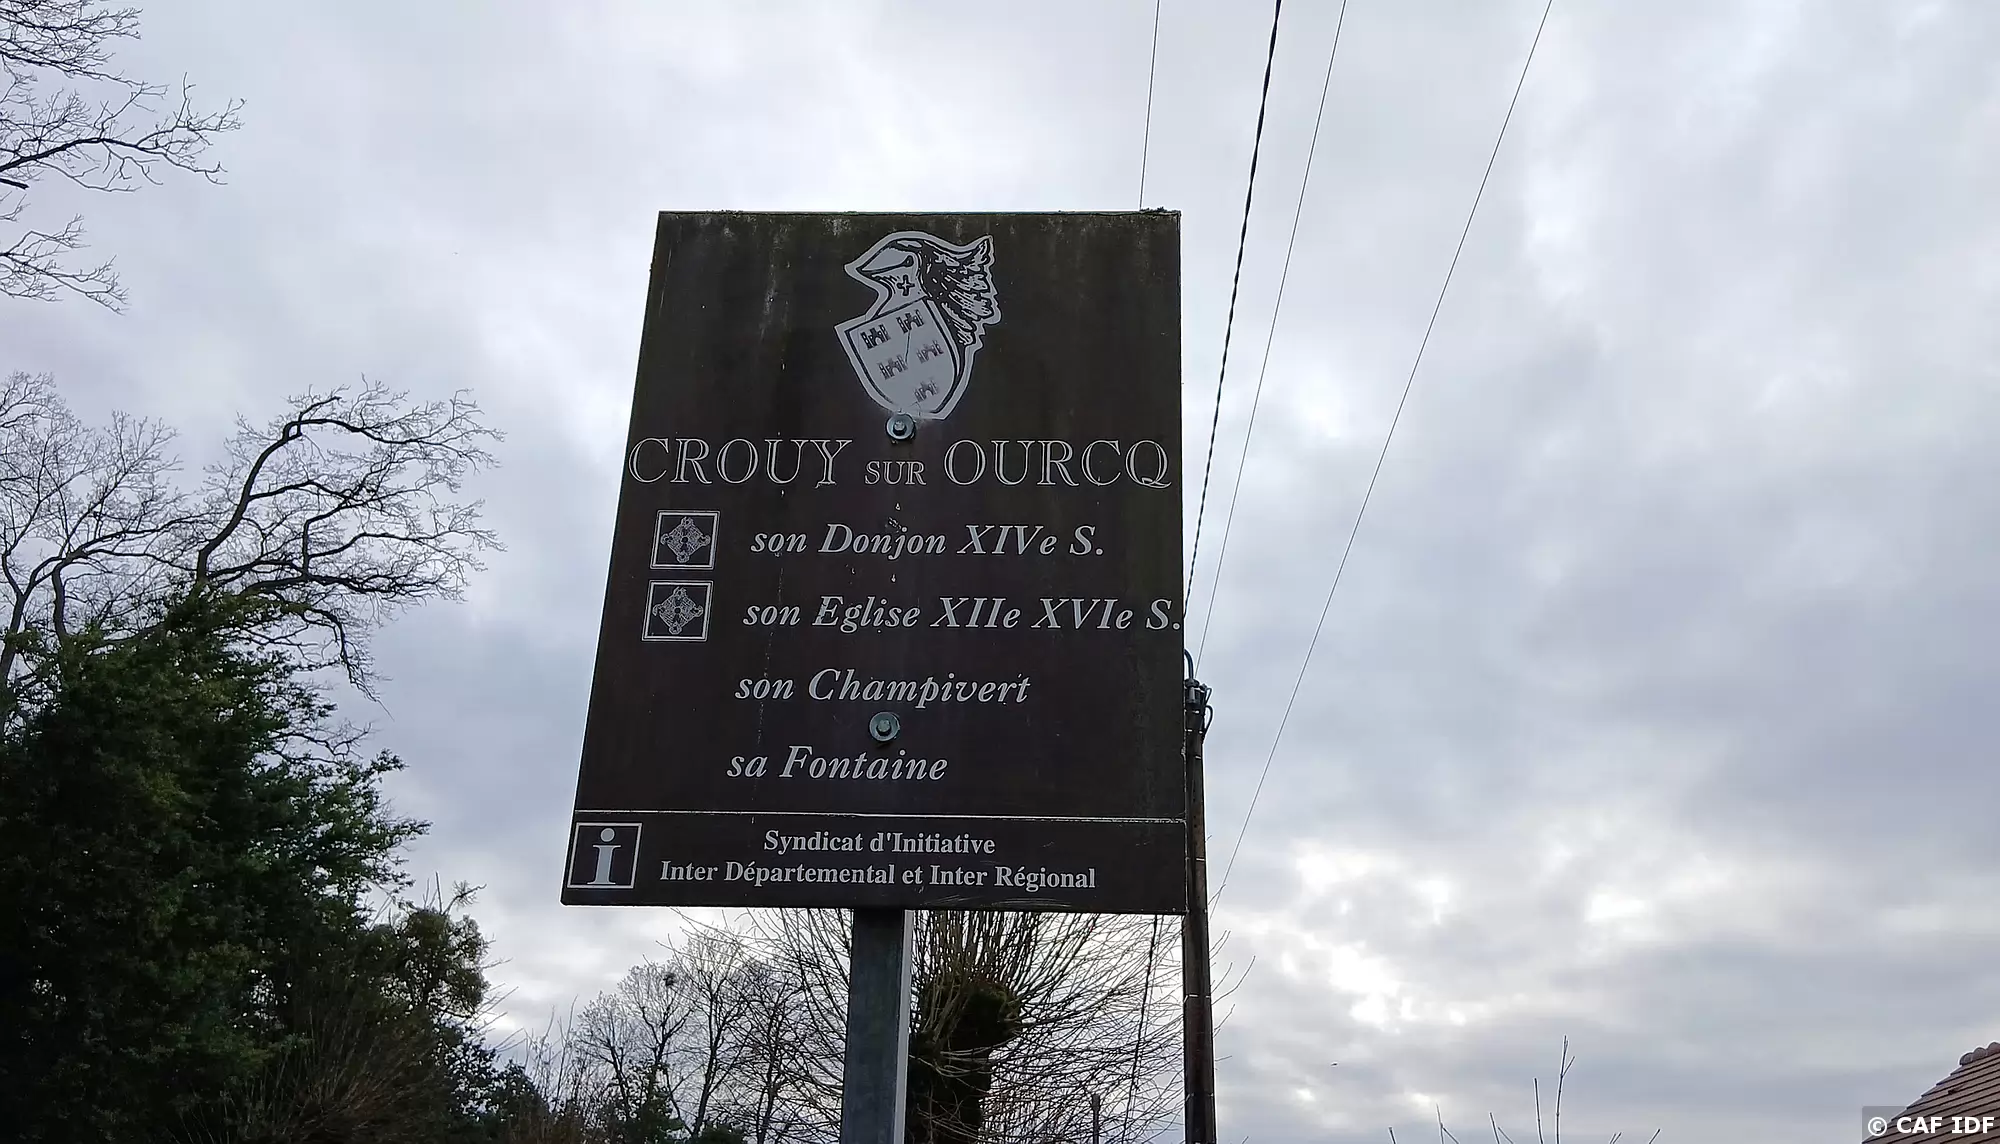 CROUY SUR OURCQ
son Donjon XIVe S.
son Eglise XIIe XVIe S.
son Champivert
sa Fontaine
i
Syndicat d'Initiative
Inter Départemental et Inter Régional
© CAF IDF